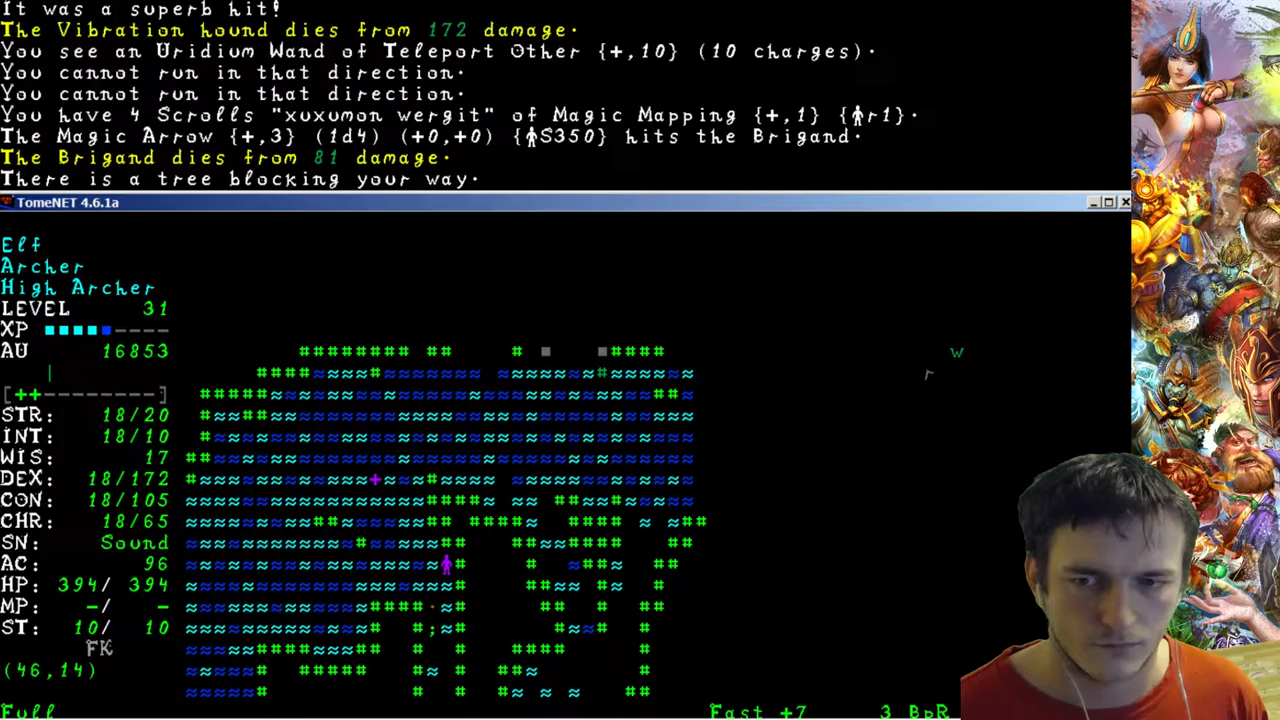 It was a superb hit!
The Vibration hound dies from 172 damage.
You see an Uridium Wand of Teleport Other {+,10} (10 charges).
You cannot run in that direction.
You cannot run in that direction.
You have 4 Scrolls "xuxumon wergit" of Magic Mapping {+,1} {r1}.
The Magic Arrow {+,3} (1d4) (+0,+0) {S350} hits the Brigand.
The Brigand dies from 81 damage.
There is a tree blocking your way.
TomeNET 4.6.1a
Elf
Archer
High Archer
LEVEL 31
XP
AU 16853
[++---------]
STR: 18/20
INT: 18/10
WIS: 17
DEX: 18/172
CON: 18/105
CHR: 18/65
SN: Sound
AC: 96
HP: 394/ 394
MP: -/ -
ST: 10/ 10
FK
(46,14)
Full Fast +7 3 BpR
w
r